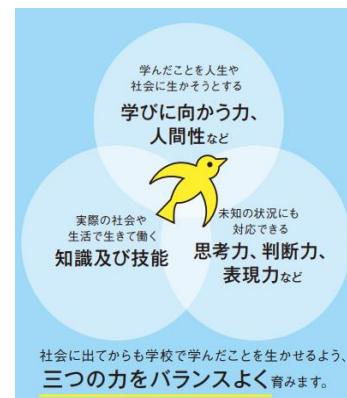 学んだことを人生や
社会に生かそうとする
学びに向かう力、
人間性など
実際の社会や
生活で生きて働く
知識及び技能
未知の状況にも
対応できる
思考力、判断力、
表現力など
社会に出てからも学校で学んだことを生かせるよう、
三つの力をバランスよく育みます。